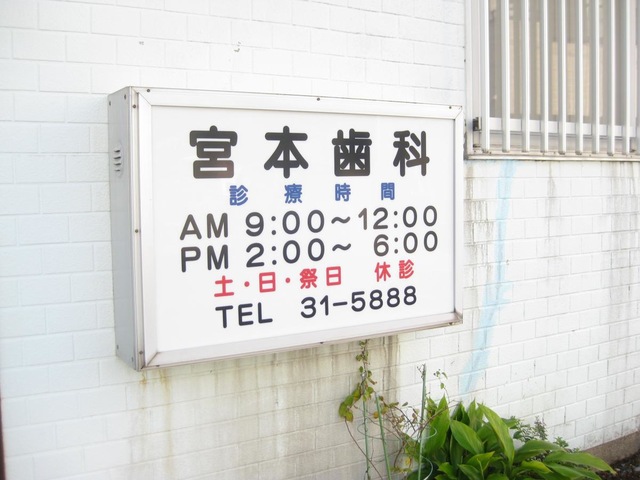 宮本歯科
診療時間
AM 9:00～12:00
PM 2:00～ 6:00
土・日・祭日 休診
TEL 31-5888